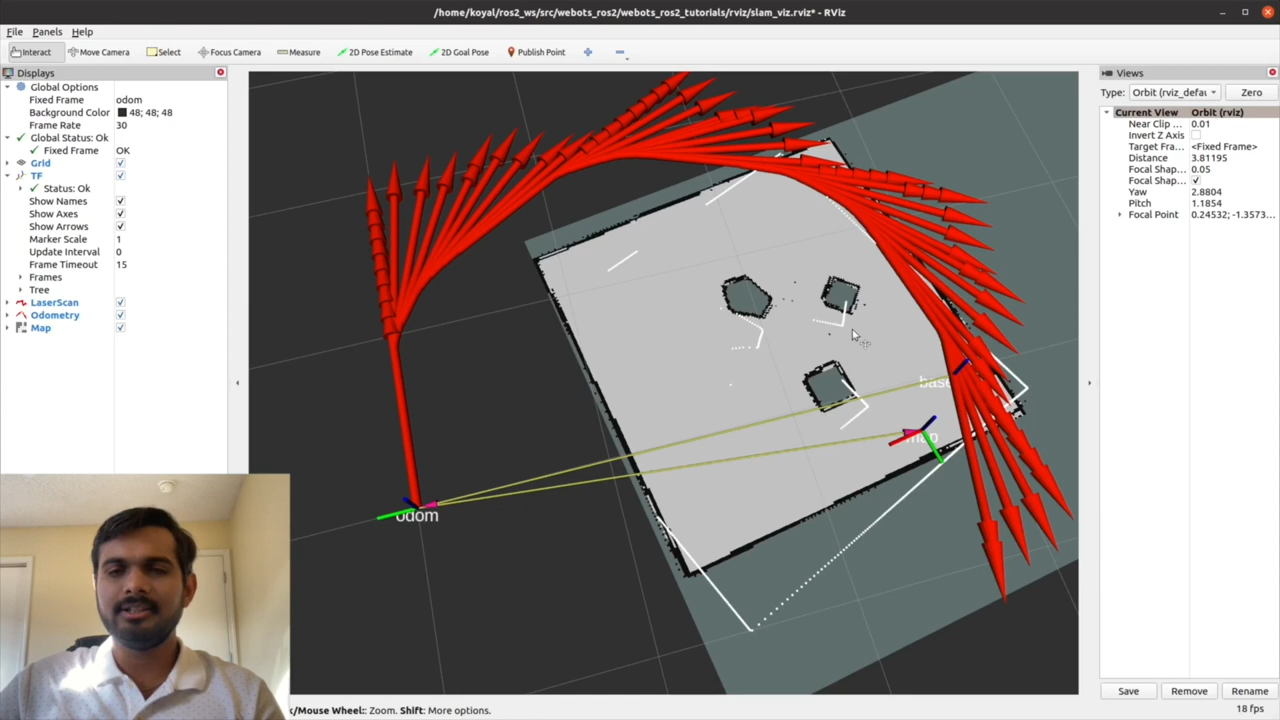 /home/koyal/ros2_ws/src/webots_ros2/webots_ros2_tutorials/rviz/slam_viz.rviz* - RViz
File Panels Help
Interact Move Camera Select Focus Camera Measure 2D Pose Estimate 2D Goal Pose Publish Point
Displays
Global Options
Fixed Frame odom
Background Color 48; 48; 48
Frame Rate 30
Global Status: Ok
Fixed Frame OK
Grid
TF
Status: Ok
Show Names
Show Axes
Show Arrows
Marker Scale 1
Update Interval 0
Frame Timeout 15
Frames
Tree
LaserScan
Odometry
Map
base
map
odom
Views
Type: Orbit (rviz_defau Zero
Current View Orbit (rviz)
Near Clip ... 0.01
Invert Z Axis
Target Fra... <Fixed Frame>
Distance 3.81195
Focal Shap... 0.05
Focal Shap...
Yaw 2.8804
Pitch 1.1854
Focal Point 0.24532; -1.3573...
Save Remove Rename
k/Mouse Wheel: Zoom. Shift: More options.
18 fps